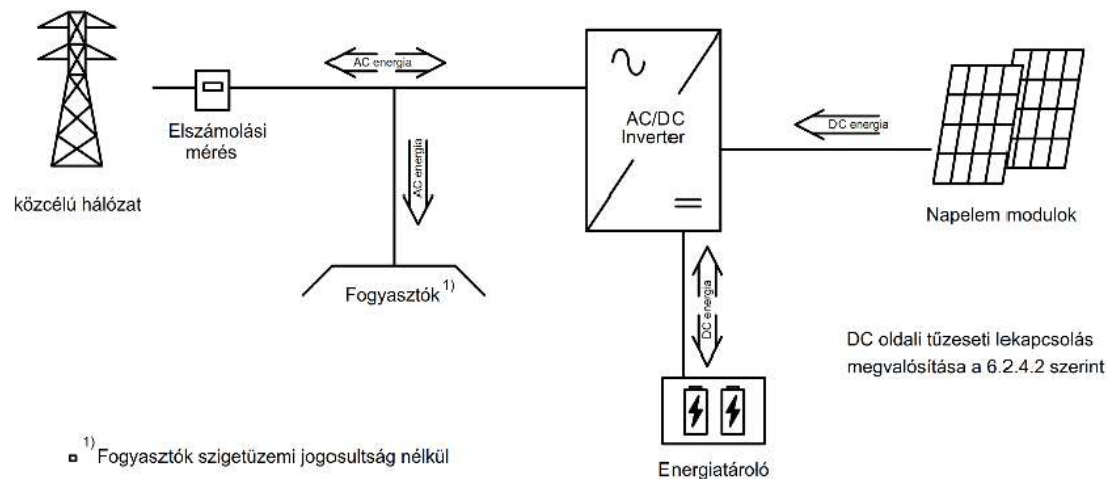 AC energia
AC/DC
Inverter
DC energia
Elszámolási
mérés
AC energia
közcélú hálózat
Napelem modulok
Fogyasztók 1)
DC energia
DC oldali tűzeseti lekapcsolás
megvalósítása a 6.2.4.2 szerint
1) Fogyasztók szigetüzemi jogosultság nélkül
Energiatároló